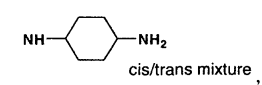 NH NH2
cis/trans mixture ,